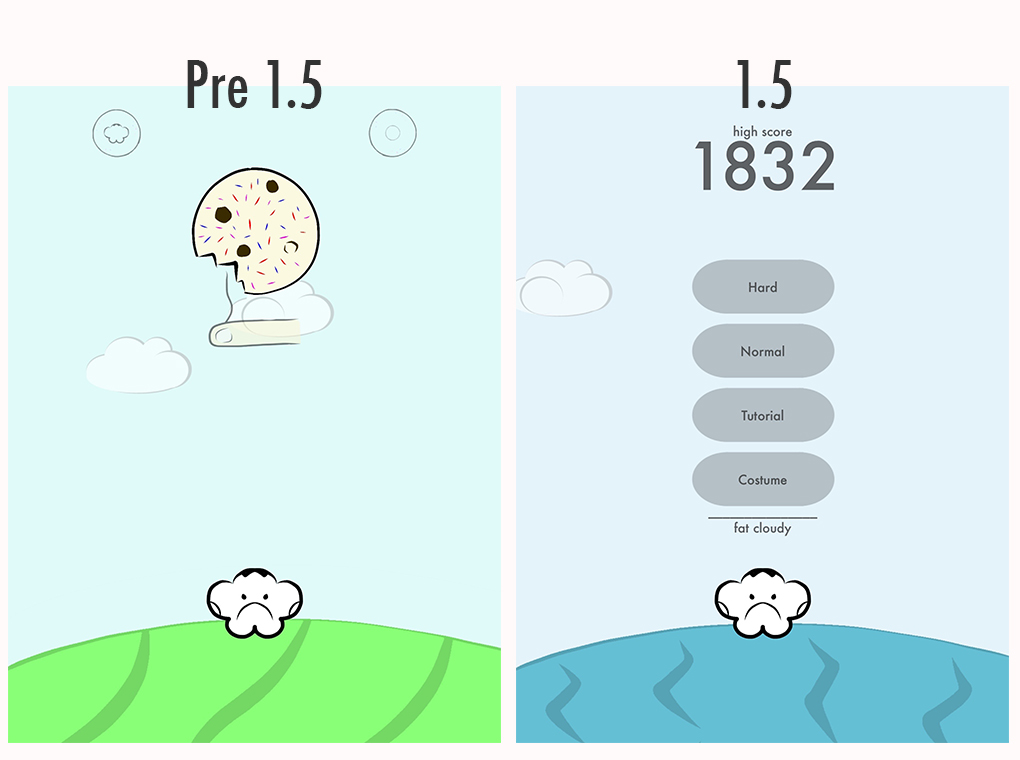 Pre 1.5
1.5
high score
1832
Hard
Normal
Tutorial
Costume
fat cloudy